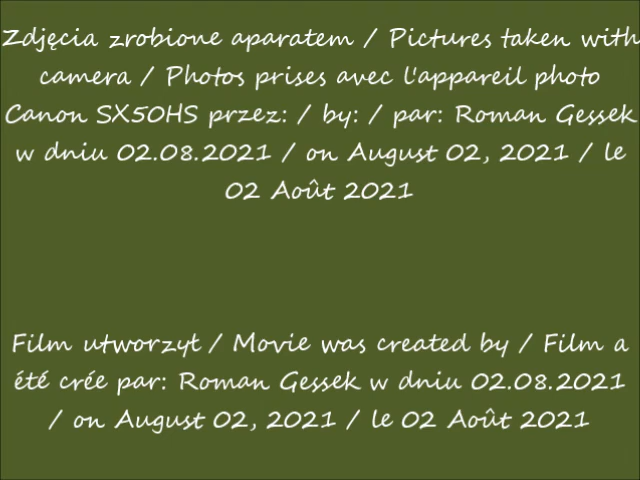 Zdjęcia zrobione aparatem / Pictures taken with
camera / Photos prises avec l'appareil photo
Canon SX50HS przez: / by: / par: Roman Gessek
w dniu 02.08.2021 / on August 02, 2021 / le
02 Août 2021
Film utworzył / Movie was created by / Film a
été crée par: Roman Gessek w dniu 02.08.2021
/ on August 02, 2021 / le 02 Août 2021